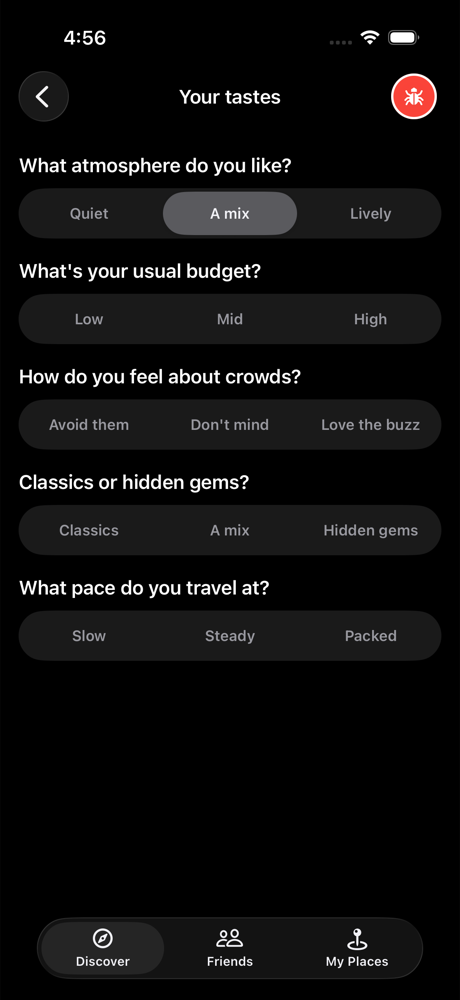 4:56
Your tastes
What atmosphere do you like?
Quiet A mix Lively
What's your usual budget?
Low Mid High
How do you feel about crowds?
Avoid them Don't mind Love the buzz
Classics or hidden gems?
Classics A mix Hidden gems
What pace do you travel at?
Slow Steady Packed
Discover Friends My Places